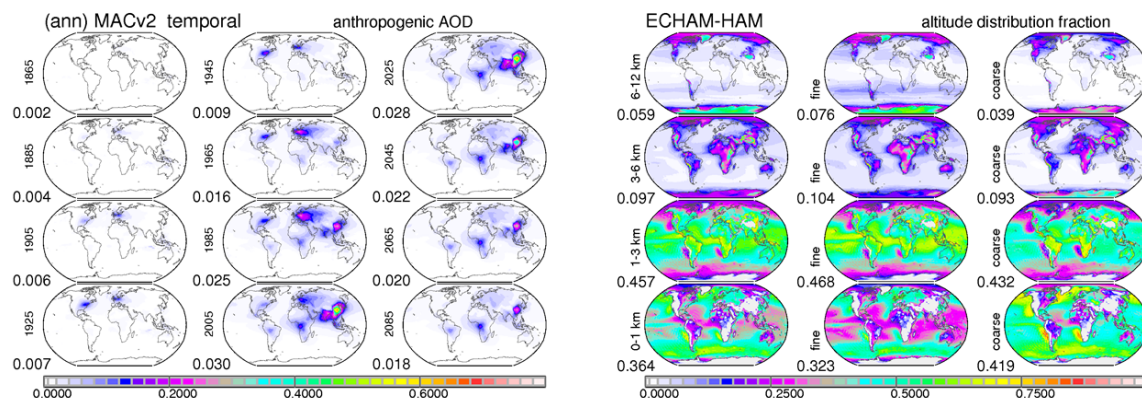 (ann) MACv2 temporal anthropogenic AOD
1865 1945 2025
0.002 0.009 0.028
1885 1965 2045
0.004 0.016 0.022
1905 1985 2065
0.006 0.025 0.020
1925 2005 2085
0.007 0.030 0.018
0.0000 0.2000 0.4000 0.6000
ECHAM-HAM altitude distribution fraction
6-12 km fine coarse
0.059 0.076 0.039
3-6 km fine coarse
0.097 0.104 0.093
1-3 km fine coarse
0.457 0.468 0.432
0-1 km fine coarse
0.364 0.323 0.419
0.0000 0.2500 0.5000 0.7500